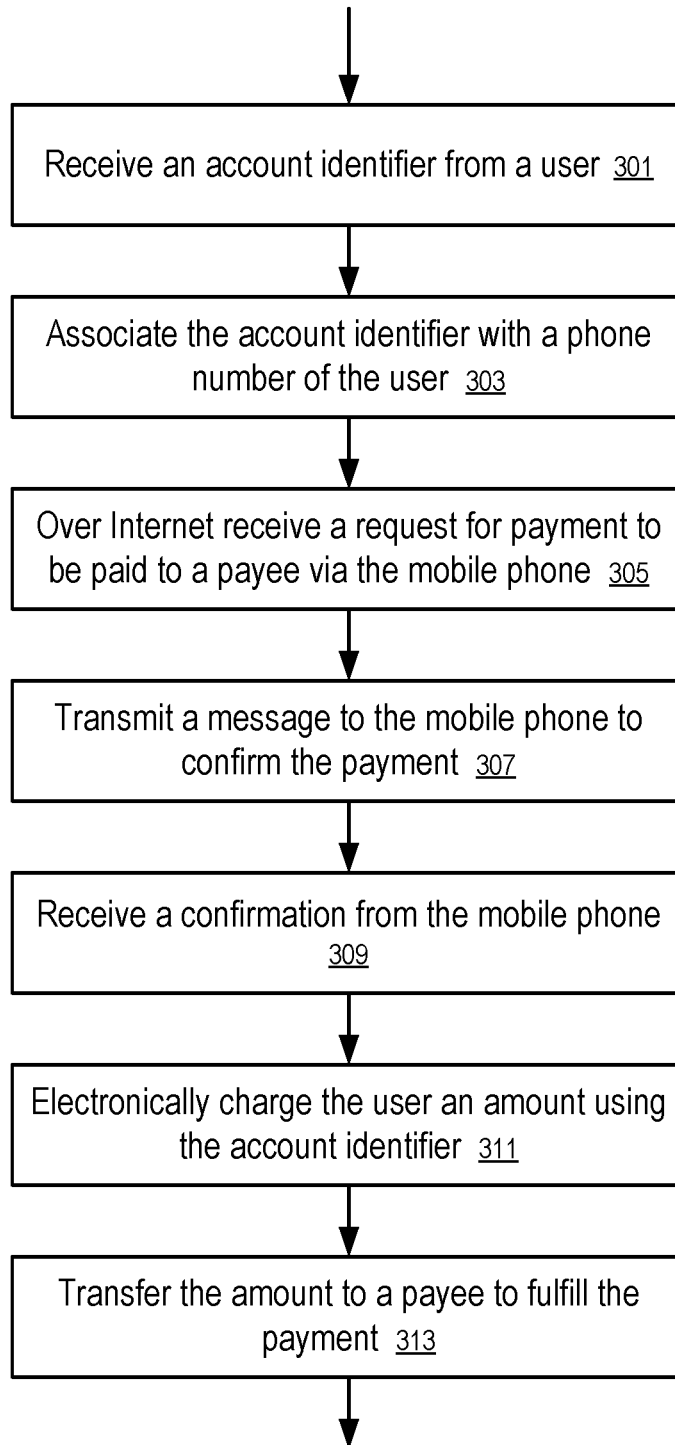 Receive an account identifier from a user 301
Associate the account identifier with a phone
number of the user 303
Over Internet receive a request for payment to
be paid to a payee via the mobile phone 305
Transmit a message to the mobile phone to
confirm the payment 307
Receive a confirmation from the mobile phone
309
Electronically charge the user an amount using
the account identifier 311
Transfer the amount to a payee to fulfill the
payment 313